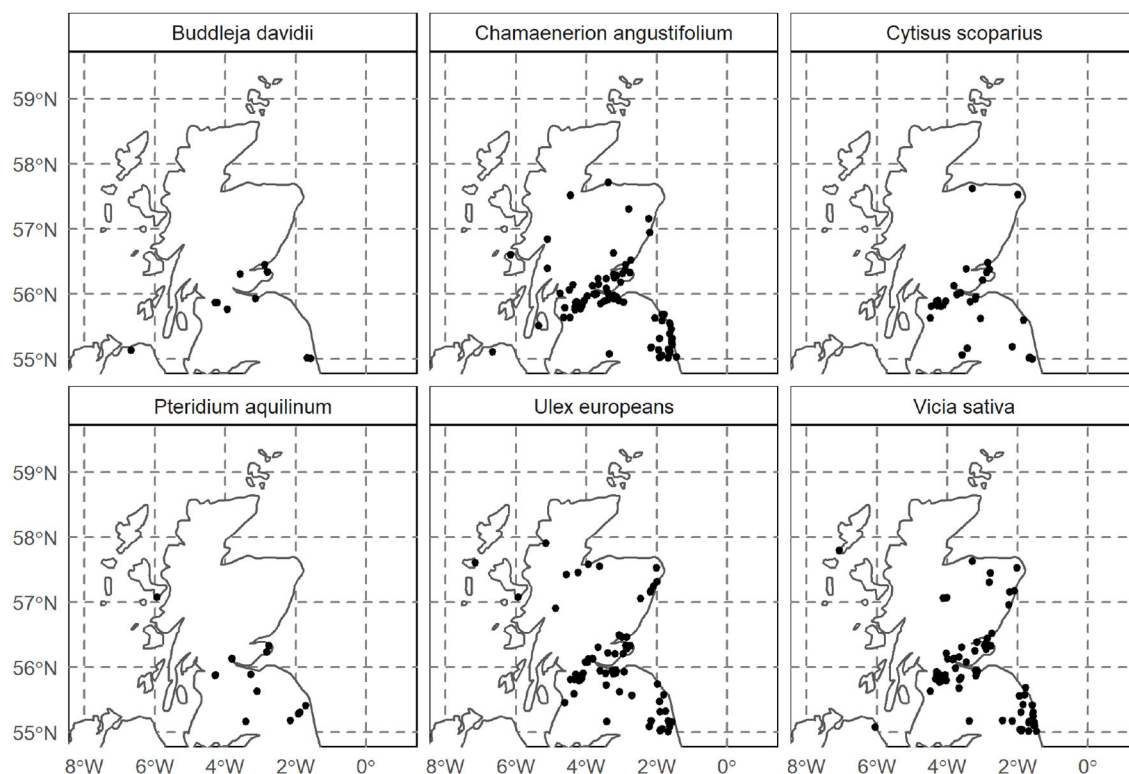 Buddleja davidii
Chamaenerion angustifolium
Cytisus scoparius
59°N
58°N
57°N
56°N
55°N
Pteridium aquilinum
Ulex europeans
Vicia sativa
59°N
58°N
57°N
56°N
55°N
8°W 6°W 4°W 2°W 0°
8°W 6°W 4°W 2°W 0°
8°W 6°W 4°W 2°W 0°